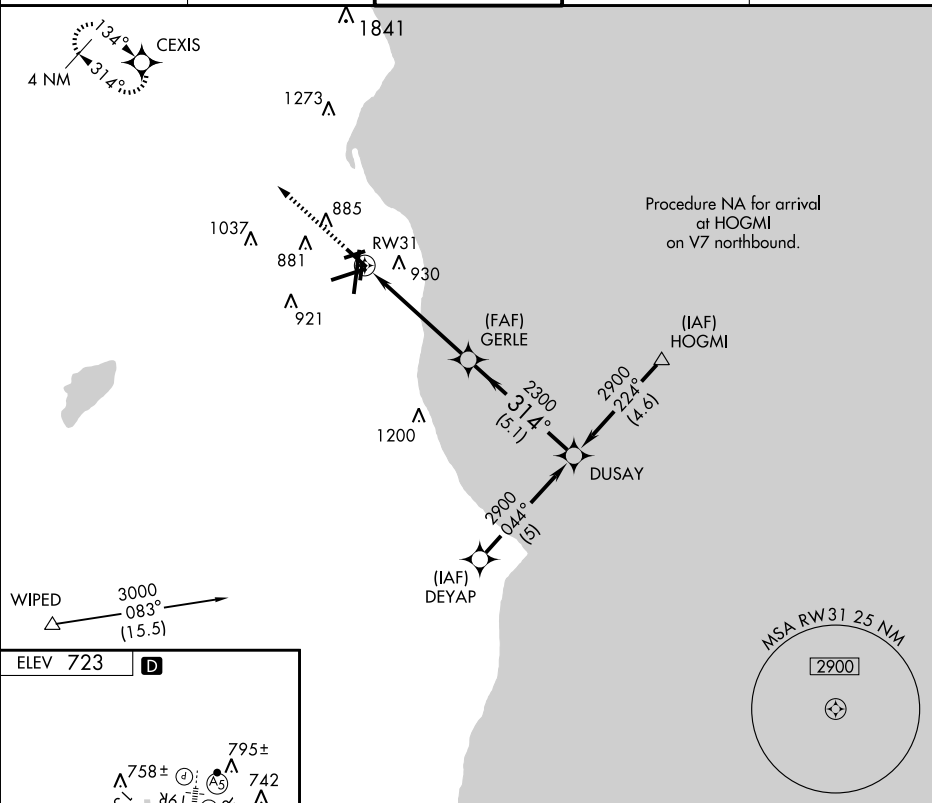 1841
134°
CEXIS
314°
4 NM
1273
Procedure NA for arrival
at HOGMI
on V7 northbound.
885
1037
881
RW31
930
921
(FAF)
GERLE
(IAF)
HOGMI
2300
314°
(5.1)
2900
224°
(4.6)
1200
DUSAY
2900
044°
(5)
(IAF)
DEYAP
WIPED
3000
083°
(15.5)
MSA RW31 25 NM
2900
ELEV 723
D
795±
758±
P
A5
742
19R